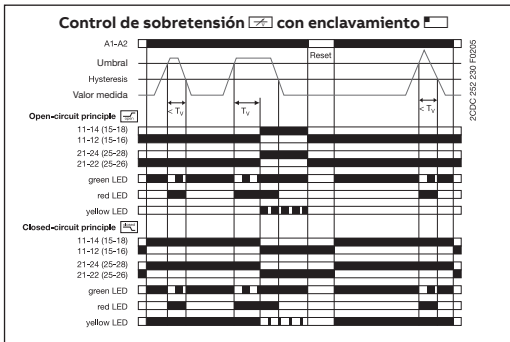 Control de sobretensión con enclavamiento
A1-A2
Reset
Umbral
Hysteresis
Valor medida
< Tv
Tv
< Tv
2CDC 252 230 F0205
Open-circuit principle
11-14 (15-18)
11-12 (15-16)
21-24 (25-28)
21-22 (25-26)
green LED
red LED
yellow LED
Closed-circuit principle
11-14 (15-18)
11-12 (15-16)
21-24 (25-28)
21-22 (25-26)
green LED
red LED
yellow LED